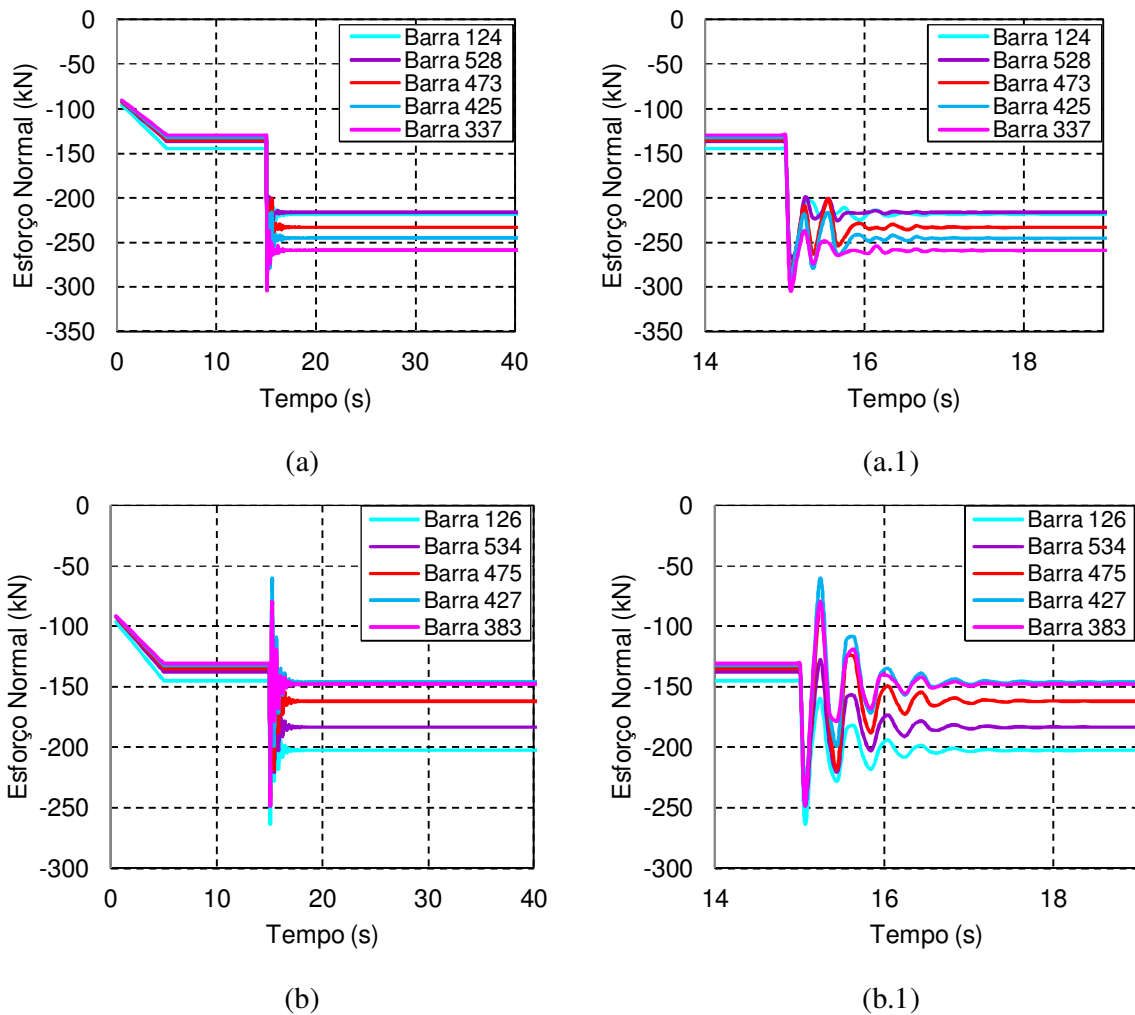 0
-50
-100
-150
-200
-250
-300
-350
Esforço Normal (kN)
0
10
20
30
40
Tempo (s)
Barra 124
Barra 528
Barra 473
Barra 425
Barra 337
(a)
0
-50
-100
-150
-200
-250
-300
-350
Esforço Normal (kN)
14
16
18
Tempo (s)
Barra 124
Barra 528
Barra 473
Barra 425
Barra 337
(a.1)
0
-50
-100
-150
-200
-250
-300
Esforço Normal (kN)
0
10
20
30
40
Tempo (s)
Barra 126
Barra 534
Barra 475
Barra 427
Barra 383
(b)
0
-50
-100
-150
-200
-250
-300
Esforço Normal (kN)
14
16
18
Tempo (s)
Barra 126
Barra 534
Barra 475
Barra 427
Barra 383
(b.1)